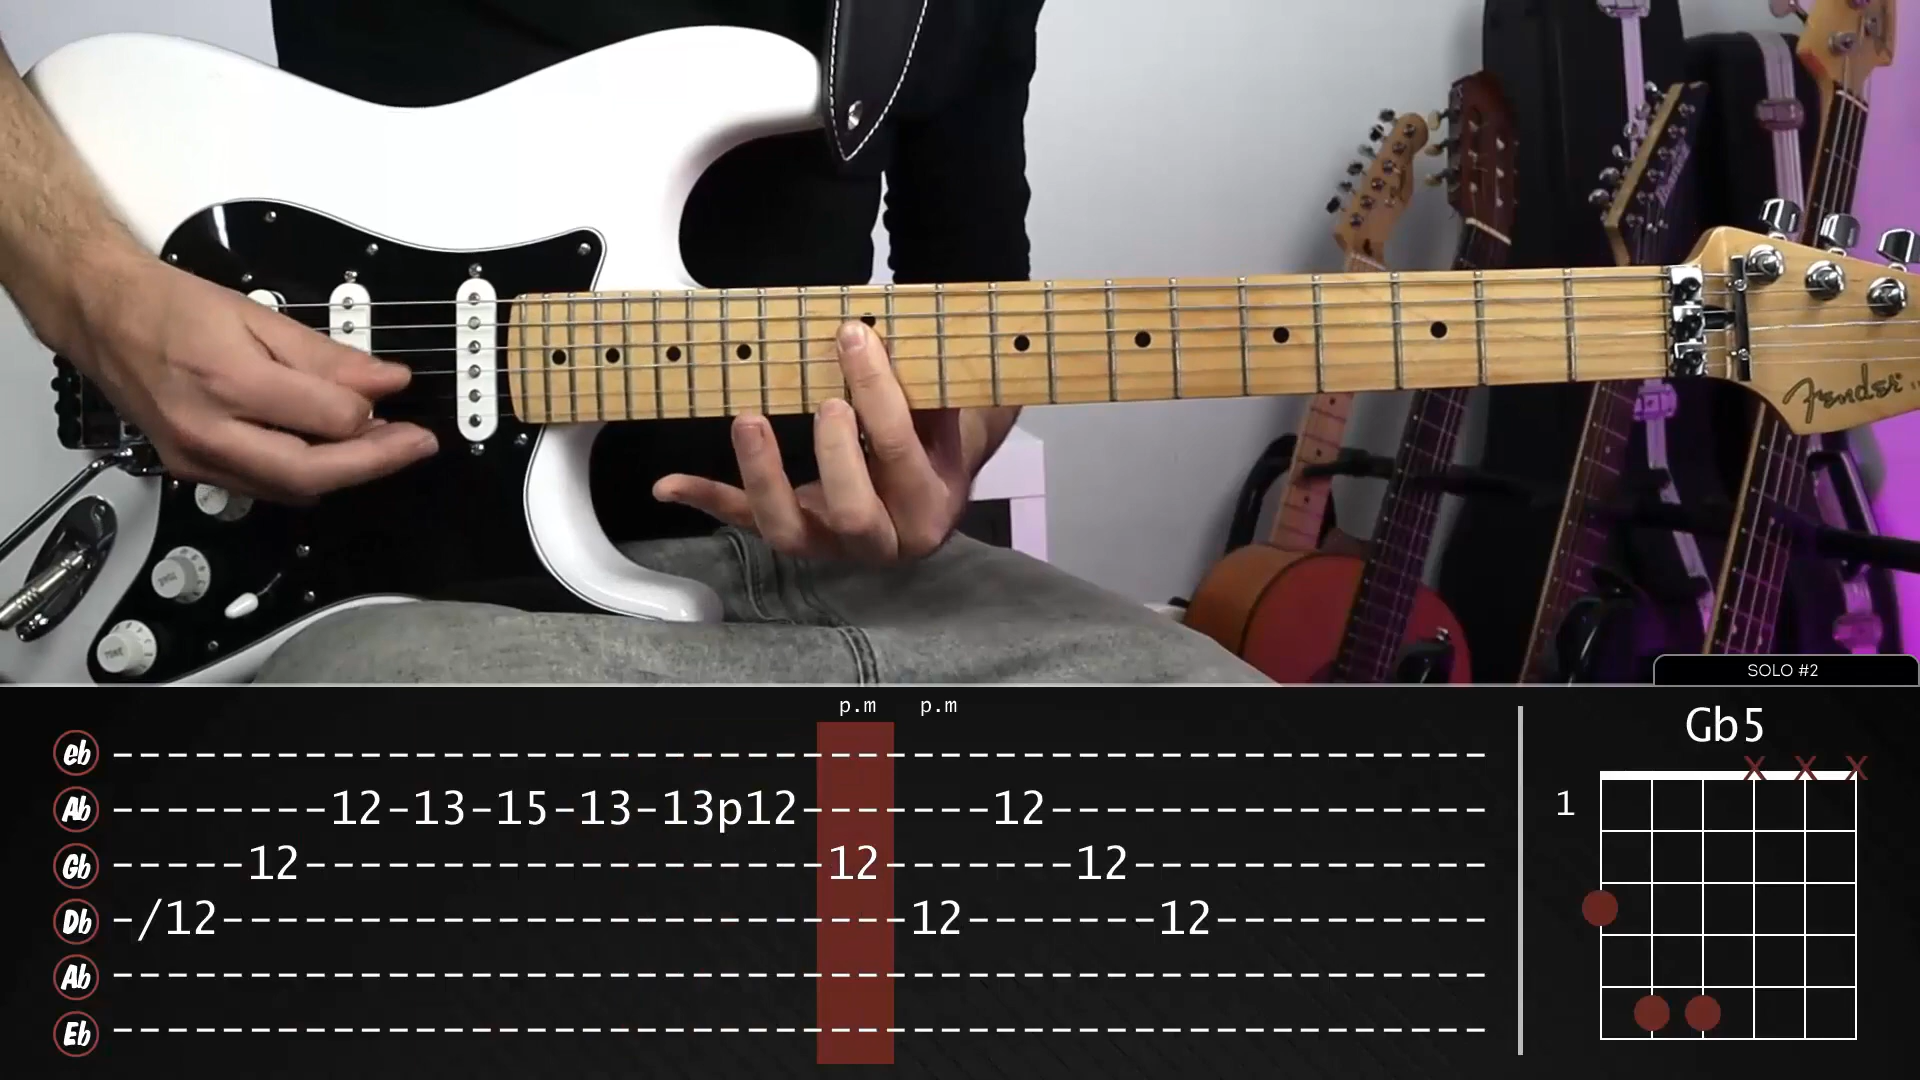 Fender
SOLO #2
p.m p.m
Gb5
eb
X X X
Ab 12-13-15-13-13p12 12
1
Gb 12 12 12
Db /12 12 12
Ab
Eb